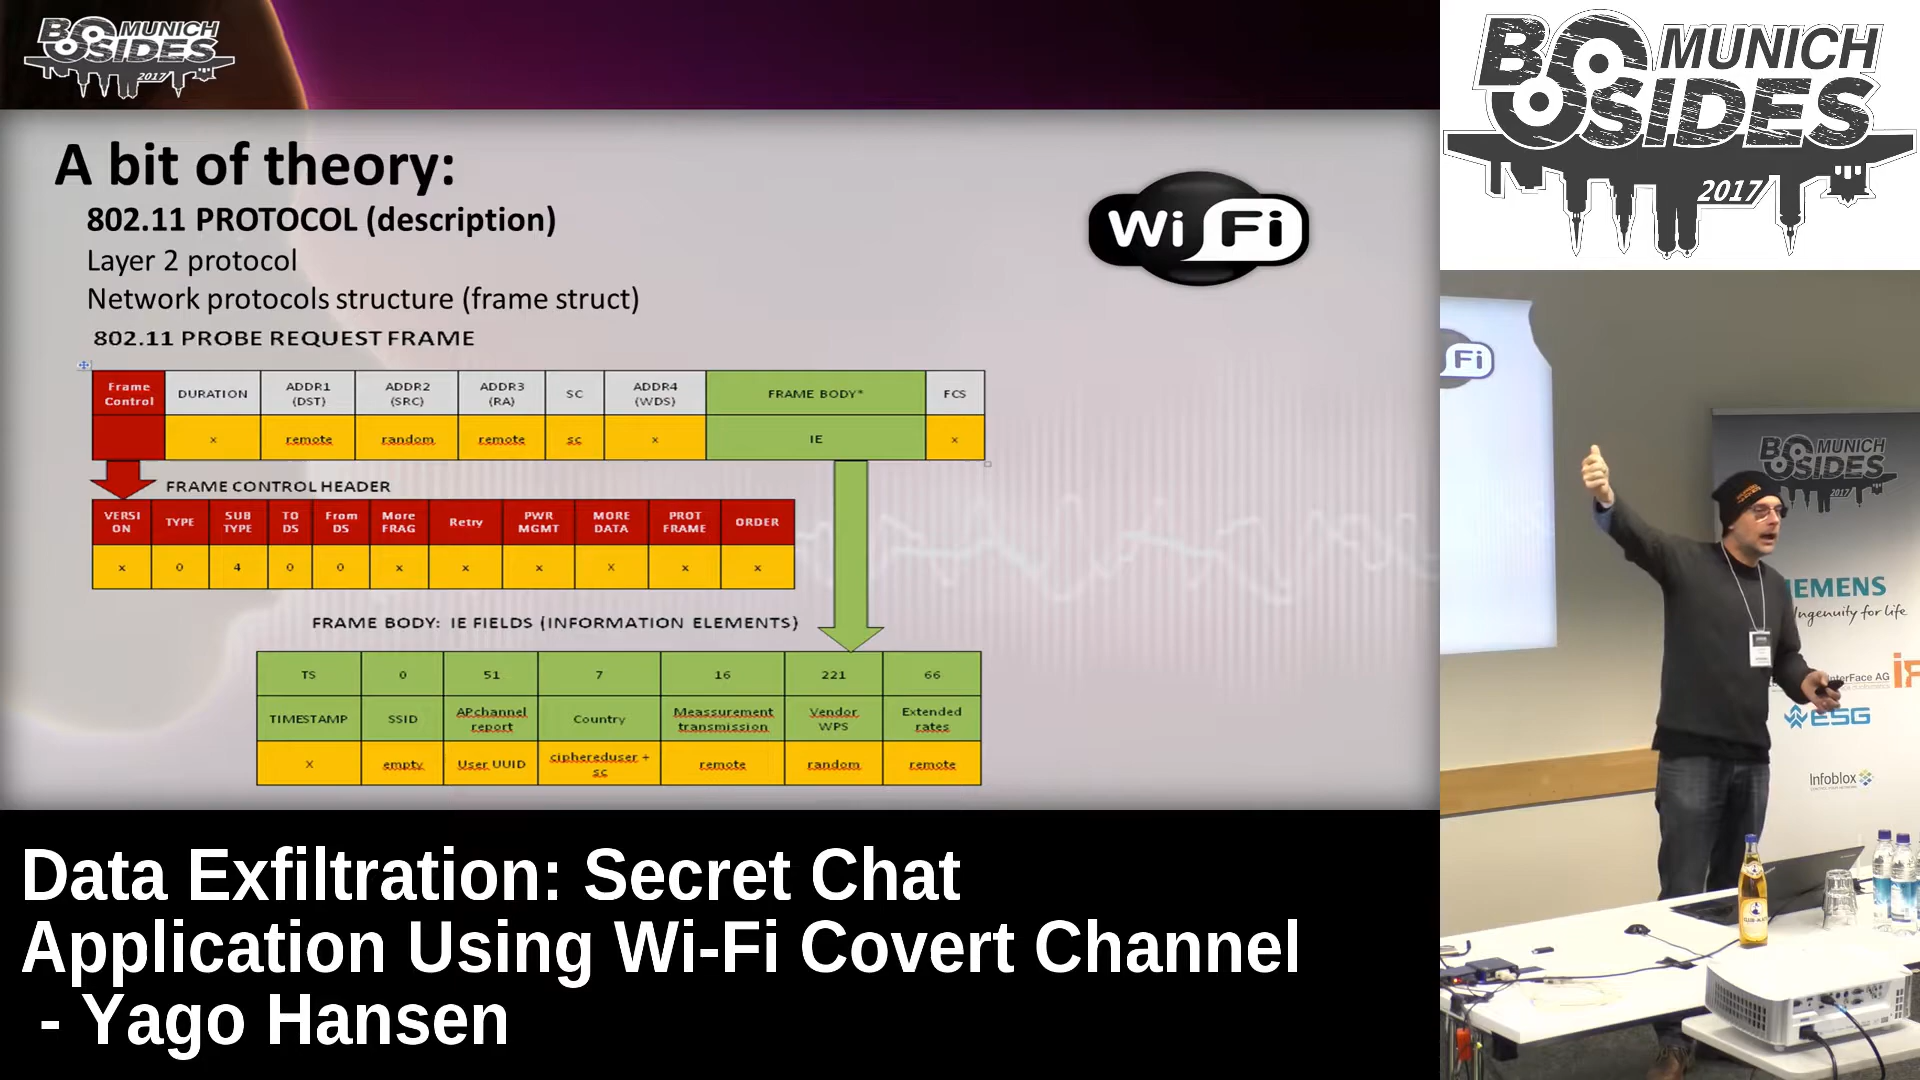 BSIDES MUNICH 2017
A bit of theory:
802.11 PROTOCOL (description)
Layer 2 protocol
Network protocols structure (frame struct)
802.11 PROBE REQUEST FRAME
Frame Control DURATION ADDR1 (DST) ADDR2 (SRC) ADDR3 (RA) SC ADDR4 (WDS) FRAME BODY* FCS
x remote random remote sc x IE x
FRAME CONTROL HEADER
VERSION TYPE SUB TYPE TO DS From DS More FRAG Retry PWR MGMT MORE DATA PROT FRAME ORDER
x 0 4 0 0 x x x x x x
FRAME BODY: IE FIELDS (INFORMATION ELEMENTS)
TS 0 51 7 16 221 66
TIMESTAMP SSID APchannel report Country Meassurement transmission Vendor WPS Extended rates
X empty User UUID ciphereduser + sc remote random remote
Wi Fi
BSIDES MUNICH 2017
Fi
BSIDES MUNICH 2017
IEMENS
Ingenuity for life
nterFace AG
ESG
Infoblox
Data Exfiltration: Secret Chat
Application Using Wi-Fi Covert Channel
- Yago Hansen